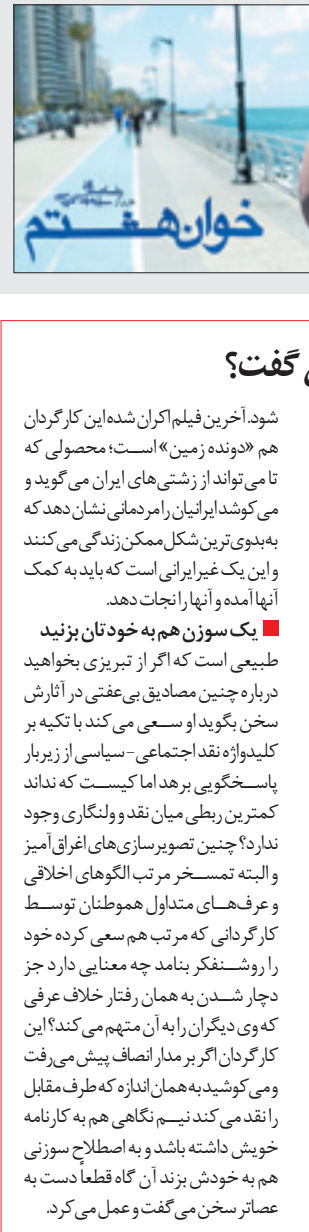 خوان هشتم
گفت؟
شود. آخرین فیلم اکران شده این کارگردان
هم «دونده زمین» است؛ محصولی که
تا می‌تواند از زشتی‌های ایران می‌گوید و
می‌کوشد ایرانیان را مردمانی نشان دهد که
به‌بدوی‌ترین شکل ممکن زندگی می‌کنند
و این یک غیرایرانی است که باید به کمک
آنها آمده و آنها را نجات دهد.
یک سوزن هم به خودتان بزنید
طبیعی است که اگر از تبریزی بخواهید
درباره چنین مصادیق بی‌عفتی در آثارش
سخن بگوید او سعی می‌کند با تکیه بر
کلیدواژه نقد اجتماعی-سیاسی از زیربار
پاسخگویی برهد اما کیست که نداند
کمترین ربطی میان نقد و ولنگاری وجود
ندارد؟ چنین تصویرسازی‌های اغراق‌آمیز
و البته تمسخر مرتب الگوهای اخلاقی
و عرف‌های متداول هموطنان توسط
کارگردانی که مرتب هم سعی کرده خود
را روشنفکر بنامد چه معنایی دارد جز
دچار شدن به همان رفتار خلاف عرفی
که وی دیگران را به آن متهم می‌کند؟ این
کارگردان اگر بر مدار انصاف پیش می‌رفت
و می‌کوشید به همان اندازه که طرف مقابل
را نقد می‌کند نیم نگاهی هم به کارنامه
خویش داشته باشد و به اصطلاح سوزنی
هم به خودش بزند آن گاه قطعاً دست به
عصاتر سخن می‌گفت و عمل می‌کرد.